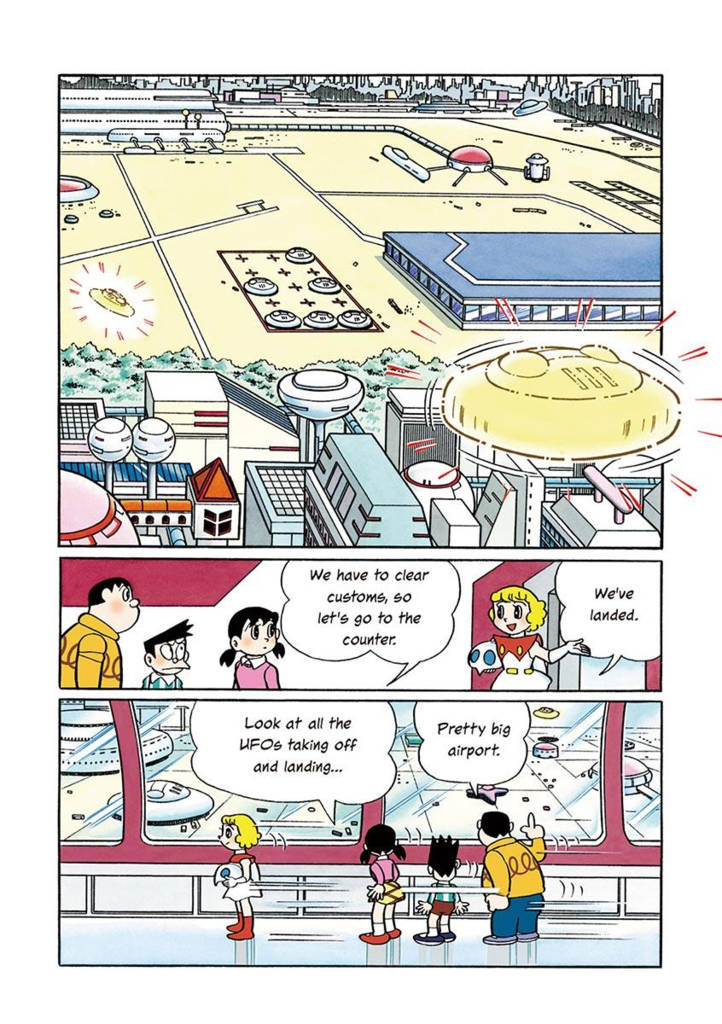 We've
landed.
We have to clear
customs, so
let's go to the
counter.
Pretty big
airport.
Look at all the
UFOs taking off
and landing...